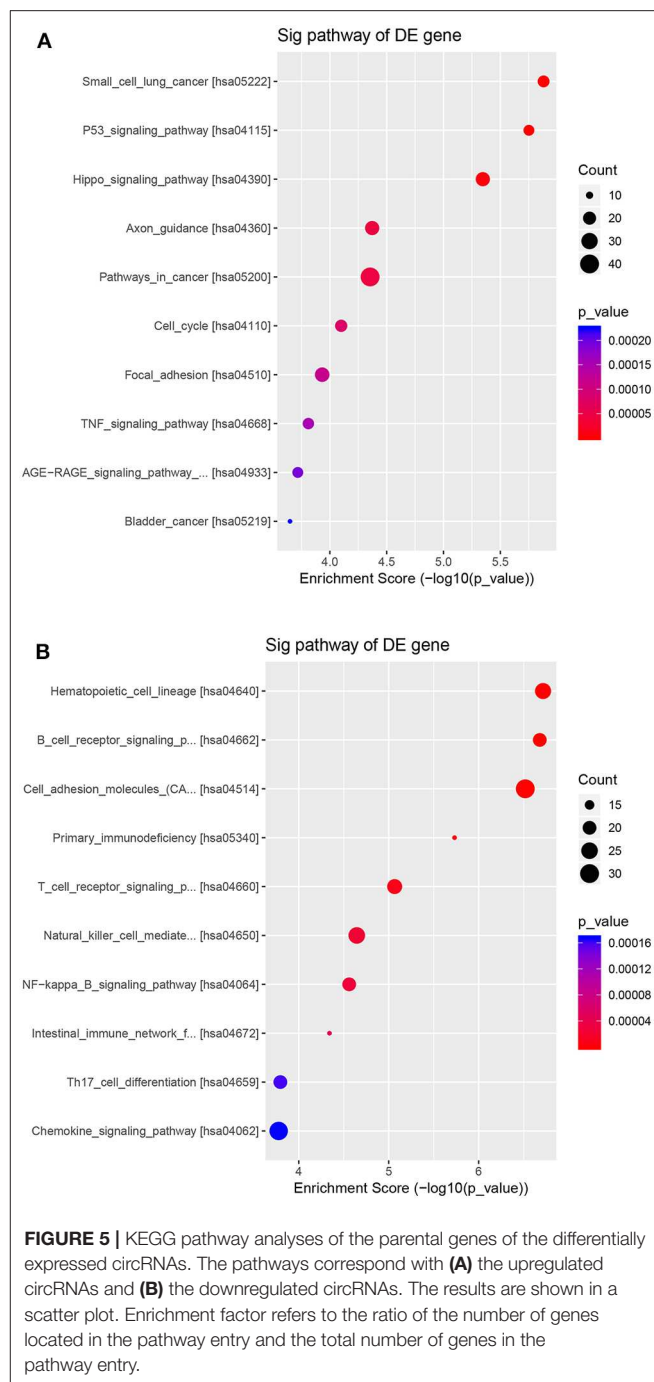 A
Sig pathway of DE gene
Small_cell_lung_cancer [hsa05222]
P53_signaling_pathway [hsa04115]
Hippo_signaling_pathway [hsa04390]
Axon_guidance [hsa04360]
Pathways_in_cancer [hsa05200]
Cell_cycle [hsa04110]
Focal_adhesion [hsa04510]
TNF_signaling_pathway [hsa04668]
AGE−RAGE_signaling_pathway_... [hsa04933]
Bladder_cancer [hsa05219]
4.0 4.5 5.0 5.5
Enrichment Score (−log10(p_value))
Count
10
20
30
40
p_value
0.00020
0.00015
0.00010
0.00005
B
Sig pathway of DE gene
Hematopoietic_cell_lineage [hsa04640]
B_cell_receptor_signaling_p... [hsa04662]
Cell_adhesion_molecules_(CA... [hsa04514]
Primary_immunodeficiency [hsa05340]
T_cell_receptor_signaling_p... [hsa04660]
Natural_killer_cell_mediate... [hsa04650]
NF−kappa_B_signaling_pathway [hsa04064]
Intestinal_immune_network_f... [hsa04672]
Th17_cell_differentiation [hsa04659]
Chemokine_signaling_pathway [hsa04062]
4 5 6
Enrichment Score (−log10(p_value))
Count
15
20
25
30
p_value
0.00016
0.00012
0.00008
0.00004
FIGURE 5 | KEGG pathway analyses of the parental genes of the differentially
expressed circRNAs. The pathways correspond with (A) the upregulated
circRNAs and (B) the downregulated circRNAs. The results are shown in a
scatter plot. Enrichment factor refers to the ratio of the number of genes
located in the pathway entry and the total number of genes in the
pathway entry.